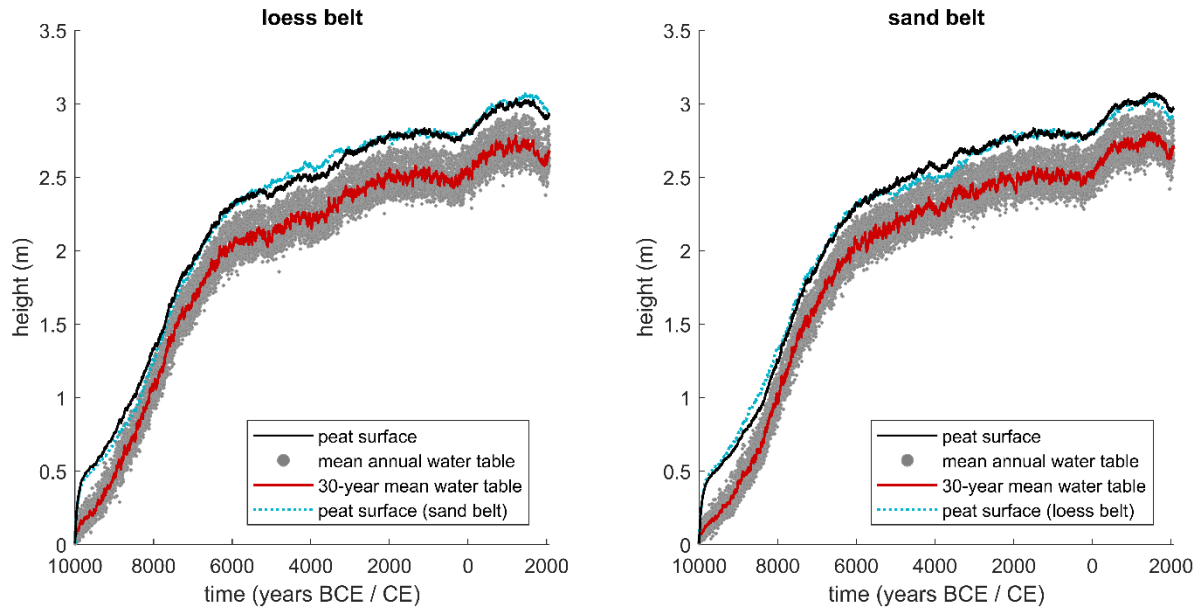 loess belt
3.5
3
2.5
2
1.5
1
0.5
0
height (m)
peat surface
mean annual water table
30-year mean water table
peat surface (sand belt)
10000 8000 6000 4000 2000 0 2000
time (years BCE / CE)
sand belt
3.5
3
2.5
2
1.5
1
0.5
0
height (m)
peat surface
mean annual water table
30-year mean water table
peat surface (loess belt)
10000 8000 6000 4000 2000 0 2000
time (years BCE / CE)